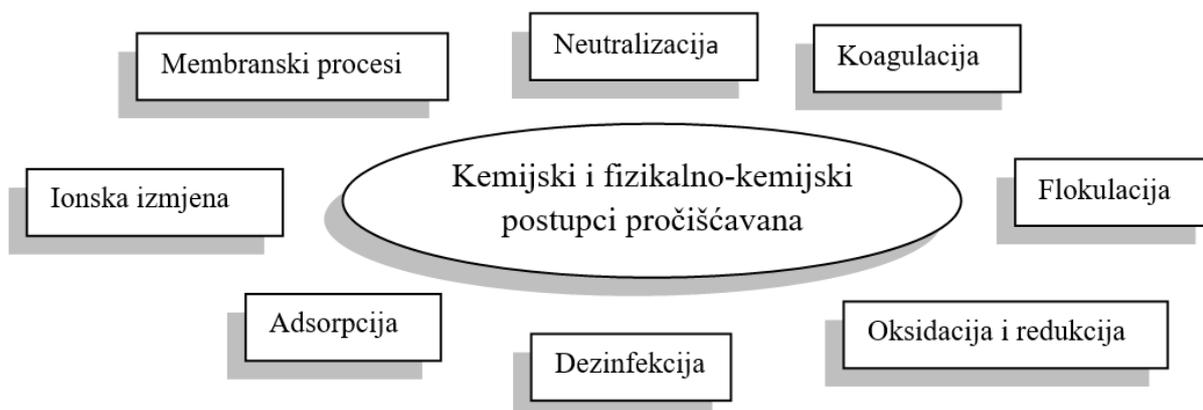 Membranski procesi
Neutralizacija
Koagulacija
Ionska izmjena
Kemijski i fizikalno-kemijski
postupci pročišćavana
Flokulacija
Adsorpcija
Dezinfekcija
Oksidacija i redukcija